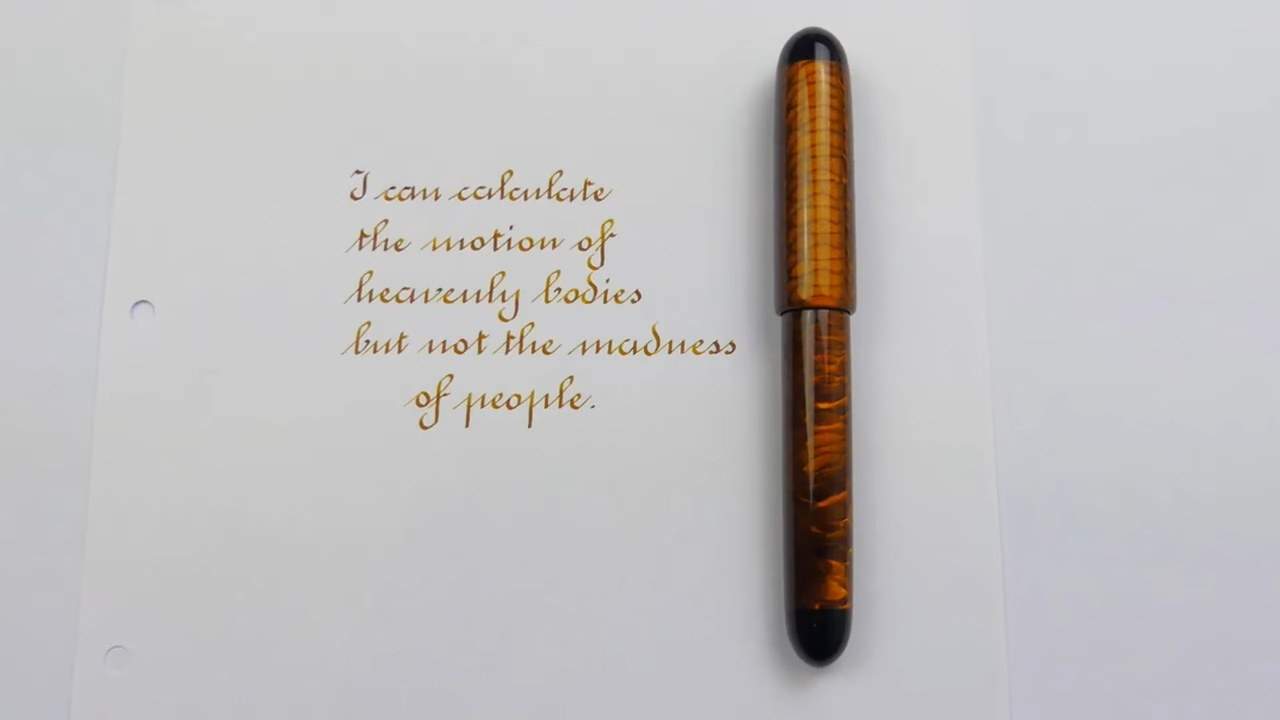 I can calculate
the motion of
heavenly bodies
but not the madness
of people.